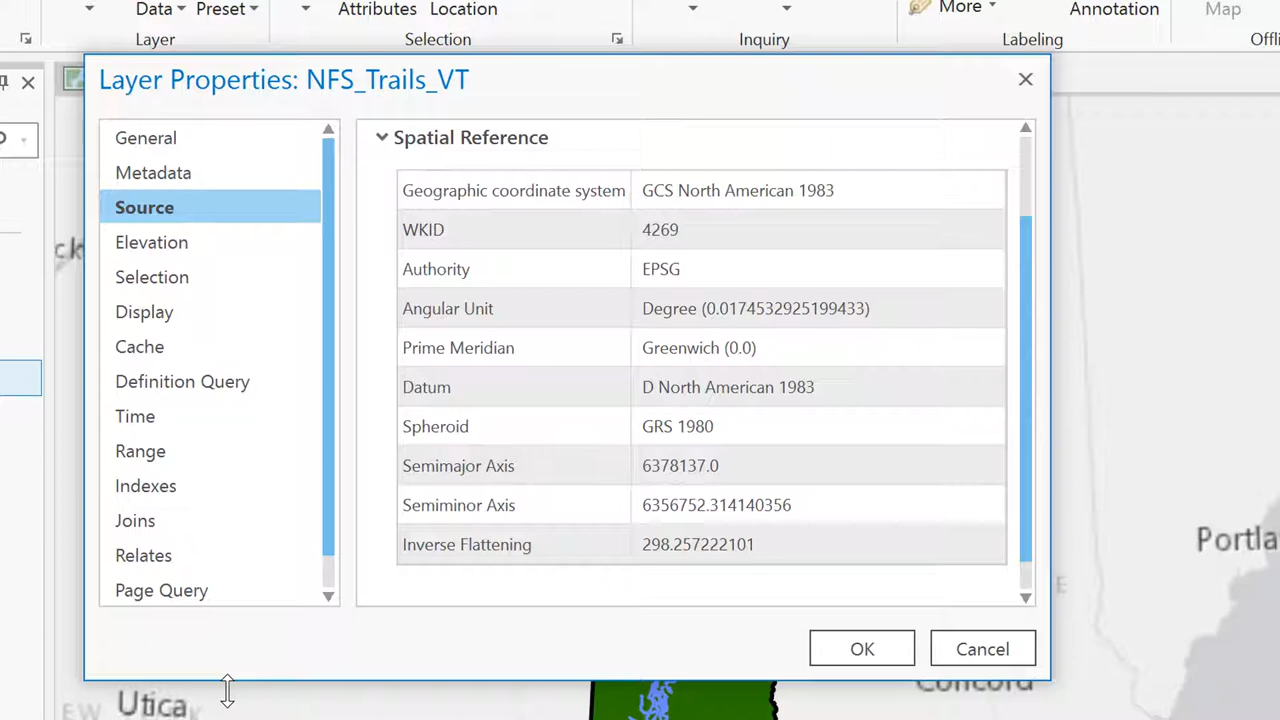 Data Preset Attributes Location More Annotation Map
Layer Selection Inquiry Labeling
Layer Properties: NFS_Trails_VT
General
Metadata
Source
Elevation
Selection
Display
Cache
Definition Query
Time
Range
Indexes
Joins
Relates
Page Query
Spatial Reference
Geographic coordinate system GCS North American 1983
WKID 4269
Authority EPSG
Angular Unit Degree (0.0174532925199433)
Prime Meridian Greenwich (0.0)
Datum D North American 1983
Spheroid GRS 1980
Semimajor Axis 6378137.0
Semiminor Axis 6356752.314140356
Inverse Flattening 298.257222101
OK Cancel
Portla
Utica
Concord